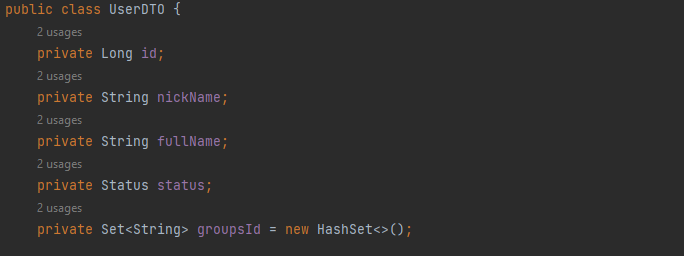 public class UserDTO {
2 usages
private Long id;
2 usages
private String nickName;
2 usages
private String fullName;
2 usages
private Status status;
2 usages
private Set<String> groupsId = new HashSet<>();